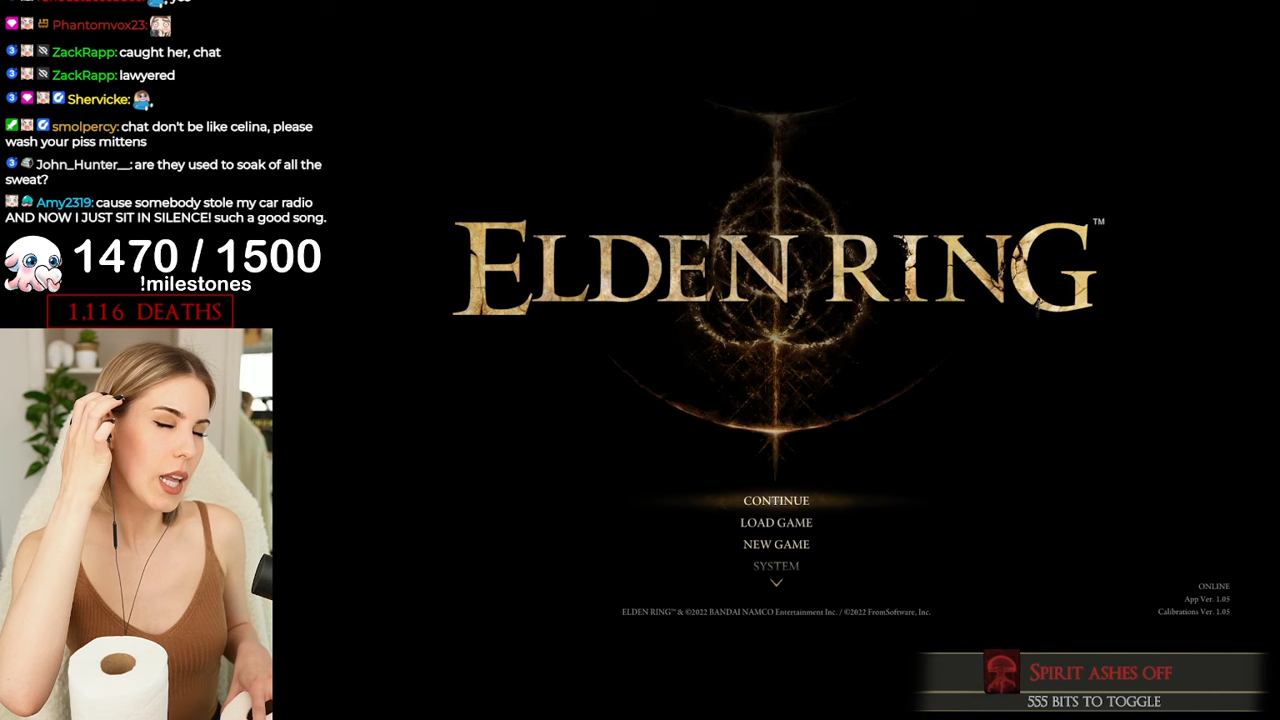 Phantomvox23:
ZackRapp: caught her, chat
ZackRapp: lawyered
Shervicke:
smolpercy: chat don't be like celina, please
wash your piss mittens
John_Hunter__: are they used to soak of all the
sweat?
Amy2319: cause somebody stole my car radio
AND NOW I JUST SIT IN SILENCE! such a good song.
1470 / 1500
!milestones
1,116 DEATHS
ELDEN RING™
CONTINUE
LOAD GAME
NEW GAME
SYSTEM
ONLINE
App Ver. 1.05
Calibrations Ver. 1.05
ELDEN RING™ & ©2022 BANDAI NAMCO Entertainment Inc. / ©2022 FromSoftware, Inc.
SPIRIT ASHES OFF
555 BITS TO TOGGLE